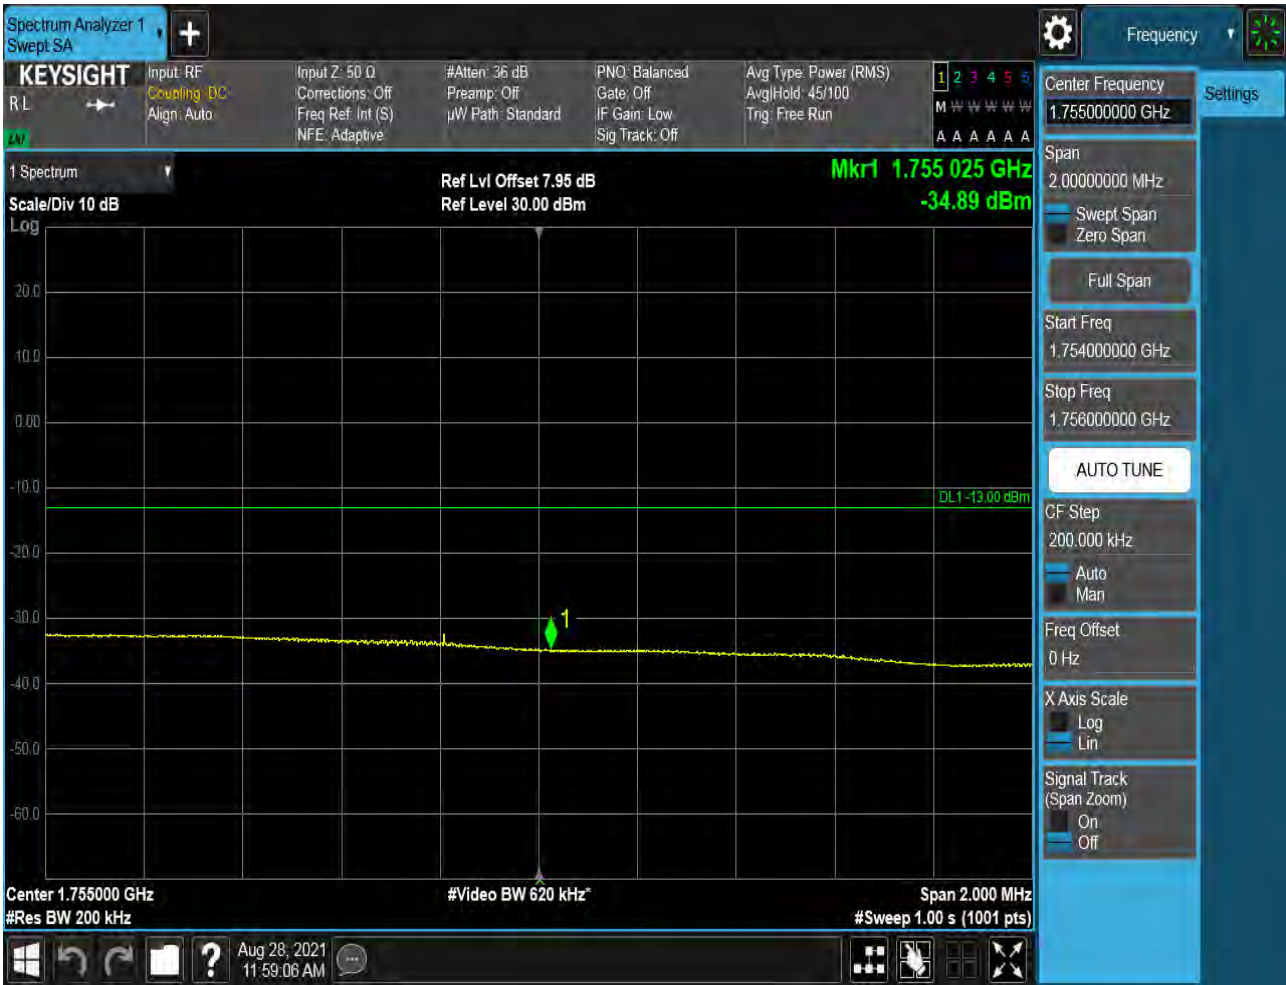 Spectrum Analyzer 1
Swept SA
Frequency
KEYSIGHT
R L
LXI
Input: RF
Coupling: DC
Align: Auto
Input Z: 50 Ω
Corrections: Off
Freq Ref: Int (S)
NFE: Adaptive
#Atten: 36 dB
Preamp: Off
µW Path: Standard
PNO: Balanced
Gate: Off
IF Gain: Low
Sig Track: Off
Avg Type: Power (RMS)
Avg|Hold: 45/100
Trig: Free Run
1 2 3 4 5 6
M W W W W W
A A A A A A
1 Spectrum
Scale/Div 10 dB
Log
Ref Lvl Offset 7.95 dB
Ref Level 30.00 dBm
Mkr1 1.755 025 GHz
-34.89 dBm
20.0
10.0
0.00
-10.0
-20.0
-30.0
-40.0
-50.0
-60.0
DL1 -13.00 dBm
1
Center 1.755000 GHz
#Res BW 200 kHz
#Video BW 620 kHz*
Span 2.000 MHz
#Sweep 1.00 s (1001 pts)
Aug 28, 2021
11:59:06 AM
Center Frequency
1.755000000 GHz
Settings
Span
2.00000000 MHz
Swept Span
Zero Span
Full Span
Start Freq
1.754000000 GHz
Stop Freq
1.756000000 GHz
AUTO TUNE
CF Step
200.000 kHz
Auto
Man
Freq Offset
0 Hz
X Axis Scale
Log
Lin
Signal Track
(Span Zoom)
On
Off